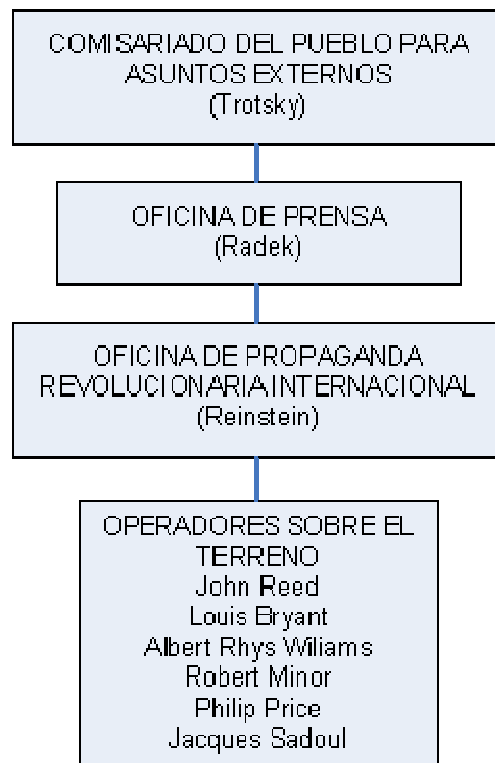 COMISARIADO DEL PUEBLO PARA
ASUNTOS EXTERNOS
(Trotsky)
OFICINA DE PRENSA
(Radek)
OFICINA DE PROPAGANDA
REVOLUCIONARIA INTERNACIONAL
(Reinstein)
OPERADORES SOBRE EL
TERRENO
John Reed
Louis Bryant
Albert Rhys Wiliams
Robert Minor
Philip Price
Jacques Sadoul